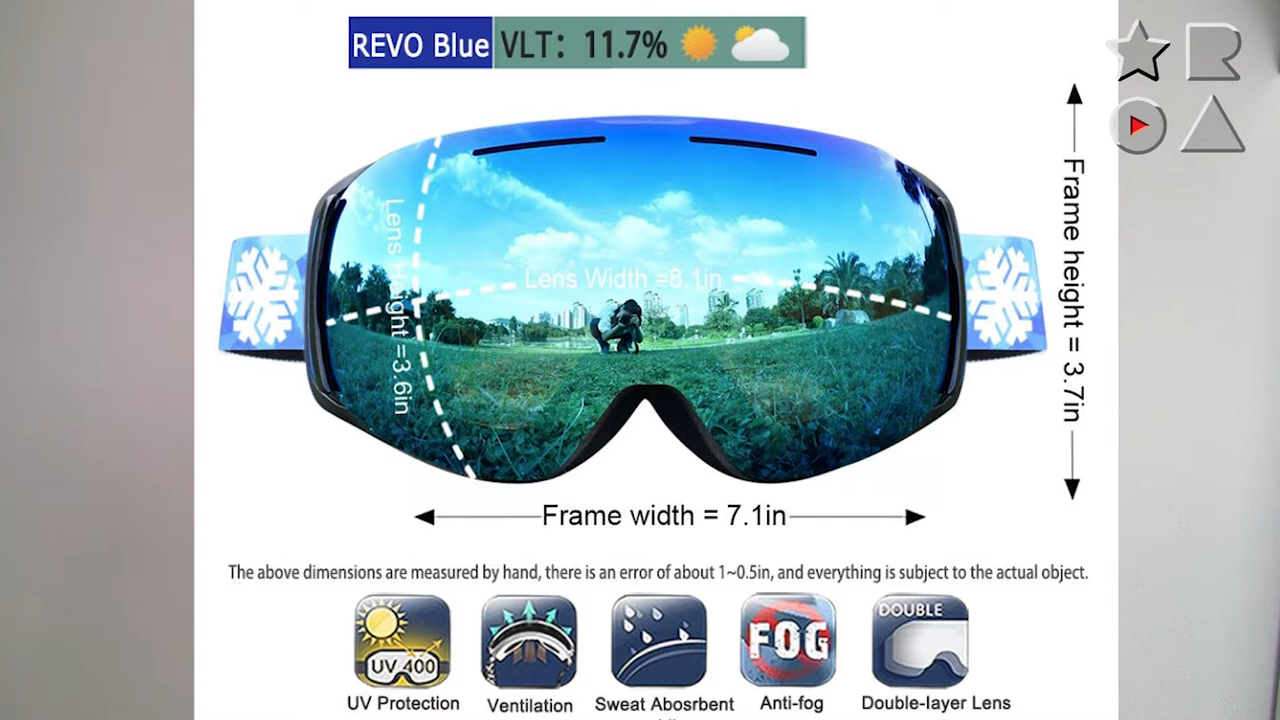 REVO Blue VLT: 11.7%
Lens Height =3.6in
Lens Width =8.1in
Frame height = 3.7in
Frame width = 7.1in
The above dimensions are measured by hand, there is an error of about 1~0.5in, and everything is subject to the actual object.
UV 400
FOG
DOUBLE
UV Protection
Ventilation
Sweat Abosrbent
Anti-fog
Double-layer Lens
R